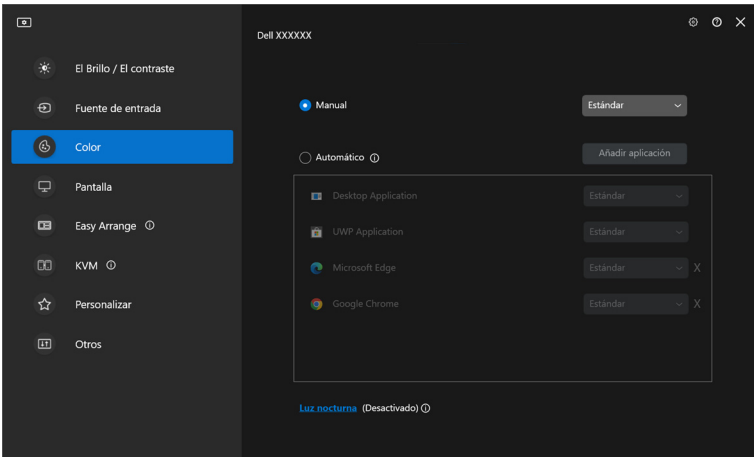 Dell XXXXXX
El Brillo / El contraste
Fuente de entrada
Color
Pantalla
Easy Arrange
KVM
Personalizar
Otros
Manual
Estándar
Automático
Añadir aplicación
Desktop Application
Estándar
UWP Application
Estándar
Microsoft Edge
Estándar
X
Google Chrome
Estándar
X
Luz nocturna (Desactivado)